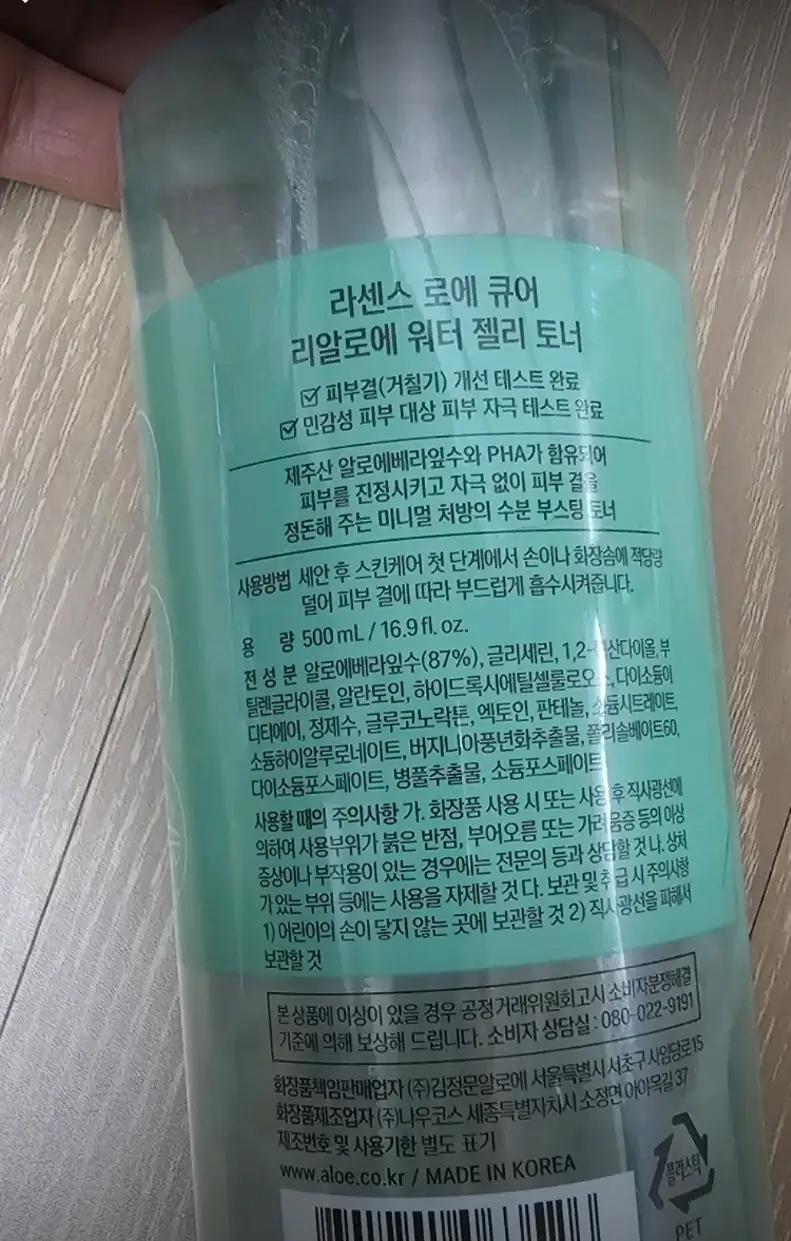 라센스 로에 큐어
리얄로에 워터 젤리 토너
피부결(거칠기) 개선 테스트 완료
민감성 피부 대상 피부 자극 테스트 완료
제주산 알로에베라잎수와 PHA가 함유되어
피부를 진정시키고 자극 없이 피부 결을
정돈해 주는 미니멀 처방의 수분 부스팅 토너
사용방법 세안 후 스킨케어 첫 단계에서 손이나 화장솜에 적당량
덜어 피부 결에 따라 부드럽게 흡수시켜줍니다.
용 량 500 mL / 16.9 fl. oz.
전 성 분 알로에베라잎수(87%), 글리세린, 1,2-헥산다이올, 부
틸렌글라이콜, 알란토인, 하이드록시에틸셀룰로오스, 다이소듐이
디티에이, 정제수, 글루코노락톤, 엑토인, 판테놀, 소듐시트레이트,
소듐하이알루로네이트, 버지니아풍년화추출물, 폴리솔베이트60,
다이소듐포스페이트, 병풀추출물, 소듐포스페이트
사용할 때의 주의사항 가. 화장품 사용 시 또는 사용 후 직사광선에
의하여 사용부위가 붉은 반점, 부어오름 또는 가려움증 등의 이상
증상이나 부작용이 있는 경우에는 전문의 등과 상담할 것 나. 상처
가 있는 부위 등에는 사용을 자제할 것 다. 보관 및 취급 시 주의사항
1) 어린이의 손이 닿지 않는 곳에 보관할 것 2) 직사광선을 피해서
보관할 것
본 상품에 이상이 있을 경우 공정거래위원회고시 소비자분쟁해결
기준에 의해 보상해 드립니다. 소비자 상담실 : 080-022-9191
화장품책임판매업자 (주)김정문알로에 서울특별시 서초구 사임당로 15
화장품제조업자 (주)나우코스 세종특별자치시 소정면 아야목길 37
제조번호 및 사용기한 별도 표기
www.aloe.co.kr / MADE IN KOREA
플라스틱
PET